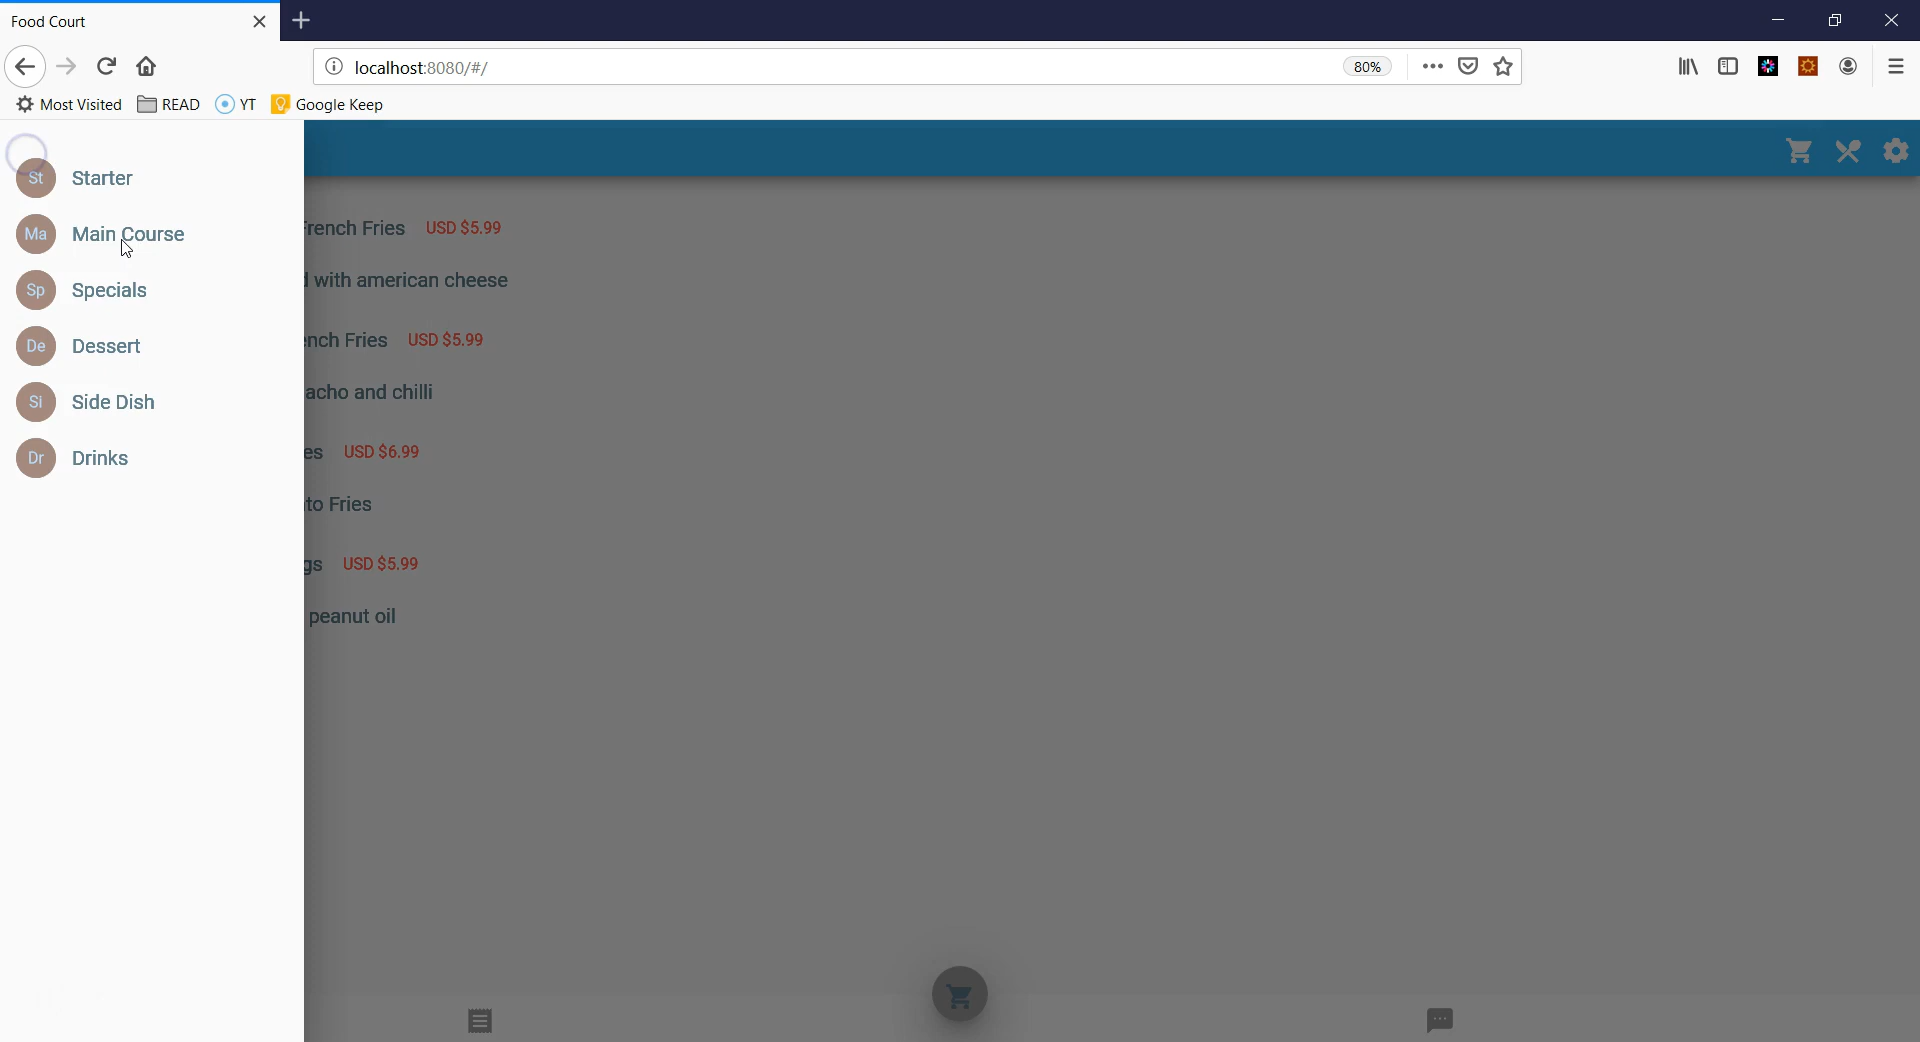 Food Court
localhost:8080/#/
80%
Most Visited READ YT Google Keep
St Starter
Ma Main Course
Sp Specials
De Dessert
Si Side Dish
Dr Drinks
French Fries USD $5.99
with american cheese
ench Fries USD $5.99
acho and chilli
es USD $6.99
to Fries
gs USD $5.99
peanut oil